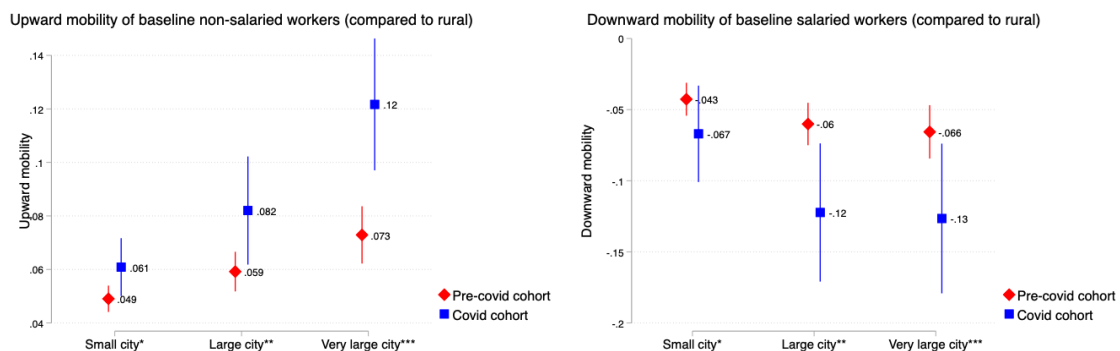 Upward mobility of baseline non-salaried workers (compared to rural)
.14
.12
.1
.08
.06
.04
Upward mobility
.049
.061
.059
.082
.073
.12
Small city*
Large city**
Very large city***
Pre-covid cohort
Covid cohort
Downward mobility of baseline salaried workers (compared to rural)
0
-.05
-.1
-.15
-.2
Downward mobility
-.043
-.067
-.06
-.12
-.066
-.13
Small city*
Large city**
Very large city***
Pre-covid cohort
Covid cohort